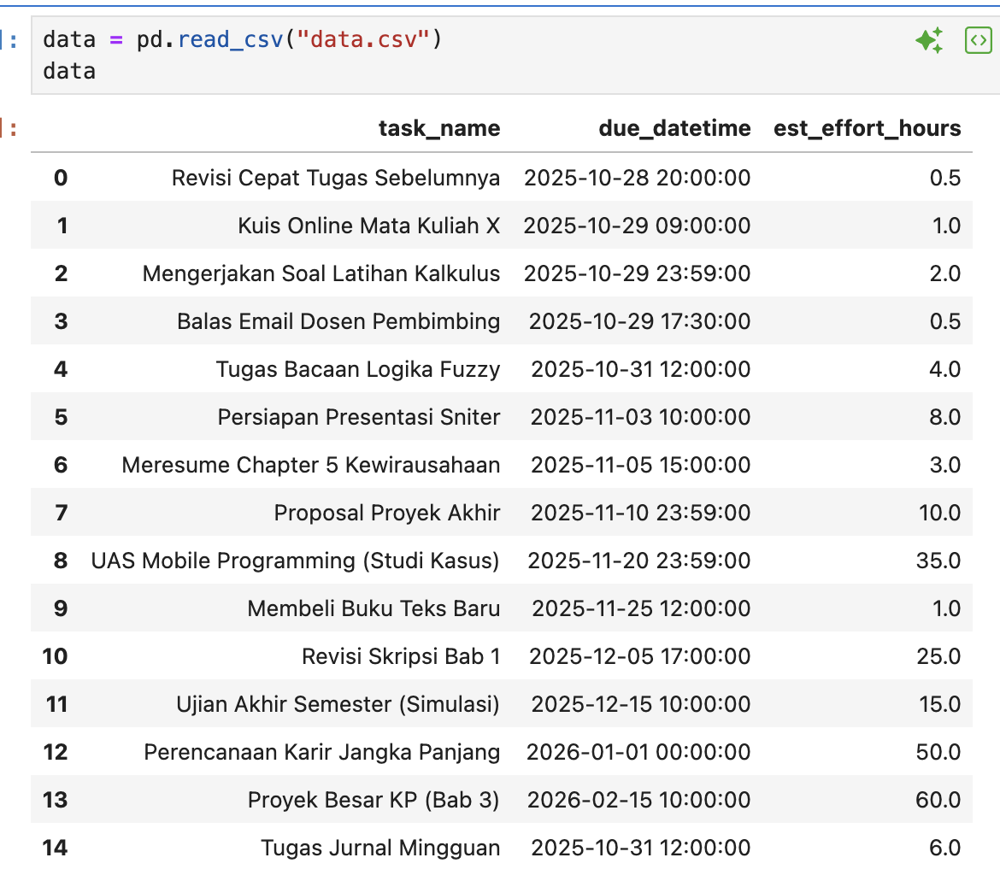 ]: data = pd.read_csv("data.csv")
data
]: task_name due_datetime est_effort_hours
0 Revisi Cepat Tugas Sebelumnya 2025-10-28 20:00:00 0.5
1 Kuis Online Mata Kuliah X 2025-10-29 09:00:00 1.0
2 Mengerjakan Soal Latihan Kalkulus 2025-10-29 23:59:00 2.0
3 Balas Email Dosen Pembimbing 2025-10-29 17:30:00 0.5
4 Tugas Bacaan Logika Fuzzy 2025-10-31 12:00:00 4.0
5 Persiapan Presentasi Sniter 2025-11-03 10:00:00 8.0
6 Meresume Chapter 5 Kewirausahaan 2025-11-05 15:00:00 3.0
7 Proposal Proyek Akhir 2025-11-10 23:59:00 10.0
8 UAS Mobile Programming (Studi Kasus) 2025-11-20 23:59:00 35.0
9 Membeli Buku Teks Baru 2025-11-25 12:00:00 1.0
10 Revisi Skripsi Bab 1 2025-12-05 17:00:00 25.0
11 Ujian Akhir Semester (Simulasi) 2025-12-15 10:00:00 15.0
12 Perencanaan Karir Jangka Panjang 2026-01-01 00:00:00 50.0
13 Proyek Besar KP (Bab 3) 2026-02-15 10:00:00 60.0
14 Tugas Jurnal Mingguan 2025-10-31 12:00:00 6.0